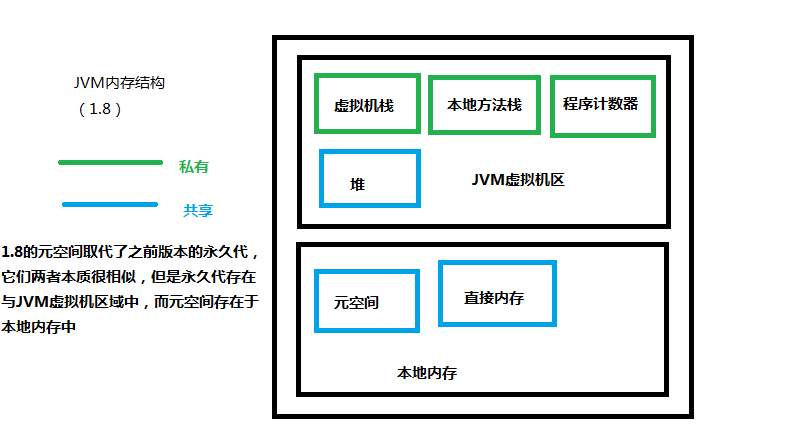 JVM内存结构
（1.8）
私有
共享
1.8的元空间取代了之前版本的永久代，
它们两者本质很相似，但是永久代存在
与JVM虚拟机区域中，而元空间存在于
本地内存中
虚拟机栈
本地方法栈
程序计数器
堆
JVM虚拟机区
元空间
直接内存
本地内存